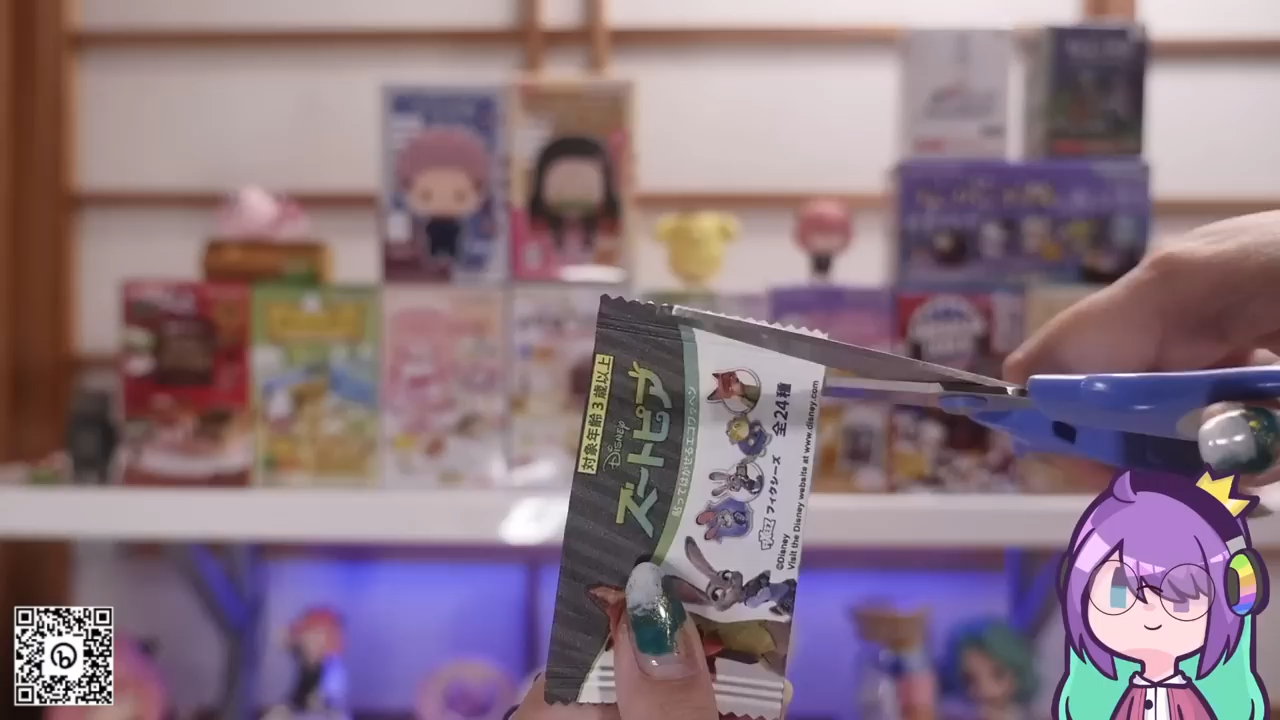 対象年齢3歳以上
Disney
ズートピア
貼ってはがせるエコワッペン
全24種
フィクシーズ
©Disney
Visit the Disney website at www.disney.com